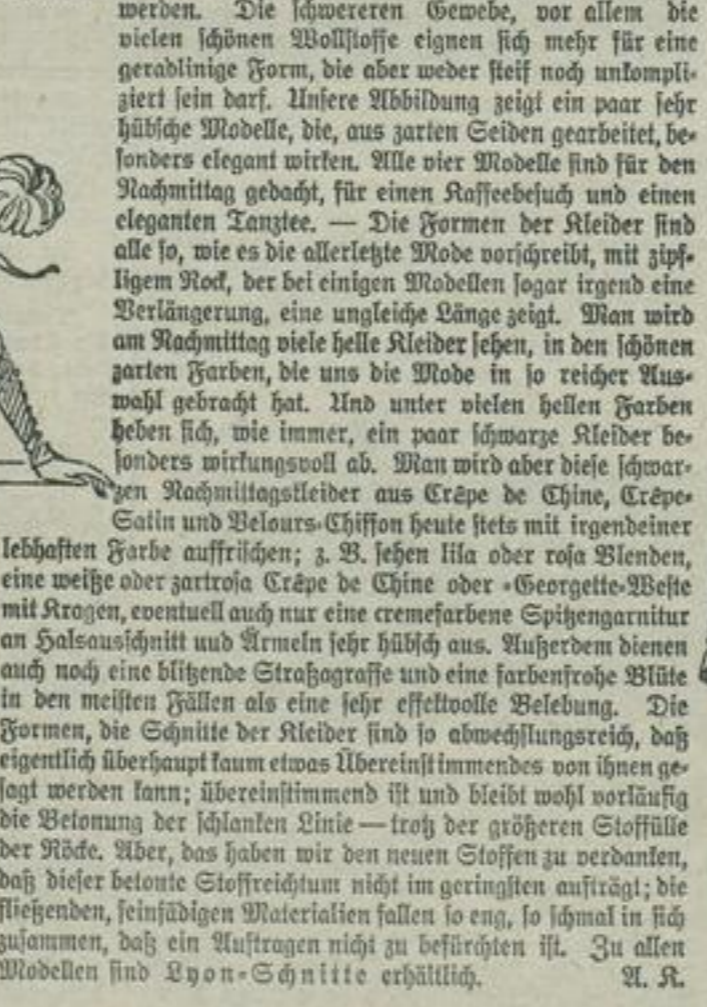 werden. Die schwereren Gewebe, vor allem die
vielen schönen Wollstoffe eignen sich mehr für eine
geradlinige Form, die aber weder steif noch unkompli-
ziert sein darf. Unsere Abbildung zeigt ein paar sehr
hübsche Modelle, die, aus zarten Seiden gearbeitet, be-
sonders elegant wirken. Alle vier Modelle sind für den
Nachmittag gedacht, für einen Kaffeebesuch und einen
eleganten Tanztee. — Die Formen der Kleider sind
alle so, wie es die allerletzte Mode vorschreibt, mit zipf-
ligem Rock, der bei einigen Modellen sogar irgend eine
Verlängerung, eine ungleiche Länge zeigt. Man wird
am Nachmittag viele helle Kleider sehen, in den schönen
zarten Farben, die uns die Mode in so reicher Aus-
wahl gebracht hat. Und unter vielen hellen Farben
heben sich, wie immer, ein paar schwarze Kleider be-
sonders wirkungsvoll ab. Man wird aber diese schwar-
zen Nachmittagskleider aus Crêpe de Chine, Crêpe-
Satin und Velours-Chiffon heute stets mit irgendeiner
lebhaften Farbe auffrischen; z. B. sehen lila oder rosa Blenden,
eine weiße oder zartrosa Crêpe de Chine oder -Georgette-Weste
mit Kragen, eventuell auch nur eine cremefarbene Spitzengarnitur
an Halsausschnitt uud Ärmeln sehr hübsch aus. Außerdem dienen
auch noch eine blitzende Straßagraffe und eine farbenfrohe Blüte
in den meisten Fällen als eine sehr effektvolle Belebung. Die
Formen, die Schnitte der Kleider sind so abwechslungsreich, daß
eigentlich überhaupt kaum etwas Übereinstimmendes von ihnen ge-
sagt werden kann; übereinstimmend ist und bleibt wohl vorläufig
die Betonung der schlanken Linie — trotz der größeren Stoffülle
der Röcke. Aber, das haben wir den neuen Stoffen zu verdanken,
daß dieser betonte Stoffreichtum nicht im geringsten aufträgt; die
fließenden, feinfädigen Materialien fallen so eng, so schmal in sich
zusammen, daß ein Auftragen nicht zu befürchten ist. Zu allen
Modellen sind Lyon-Schnitte erhältlich. A. K.